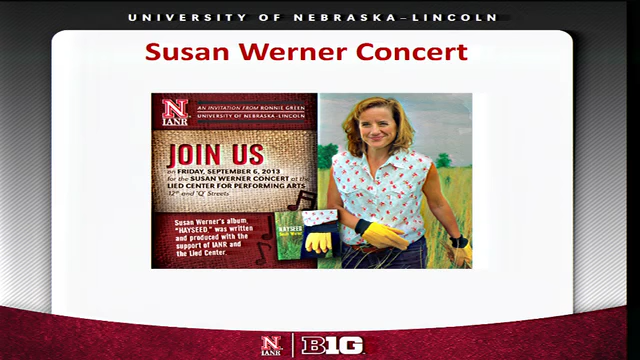 UNIVERSITY OF NEBRASKA–LINCOLN
Susan Werner Concert
N
IANR
AN INVITATION FROM RONNIE GREEN
UNIVERSITY OF NEBRASKA-LINCOLN
JOIN US
on FRIDAY, SEPTEMBER 6, 2013
for the SUSAN WERNER CONCERT at the
LIED CENTER FOR PERFORMING ARTS
12th and 'Q' Streets
Susan Werner's album,
"HAYSEED," was written
and produced with the
support of IANR and
the Lied Center.
HAYSEED
Susan Werner
N
IANR
B1G